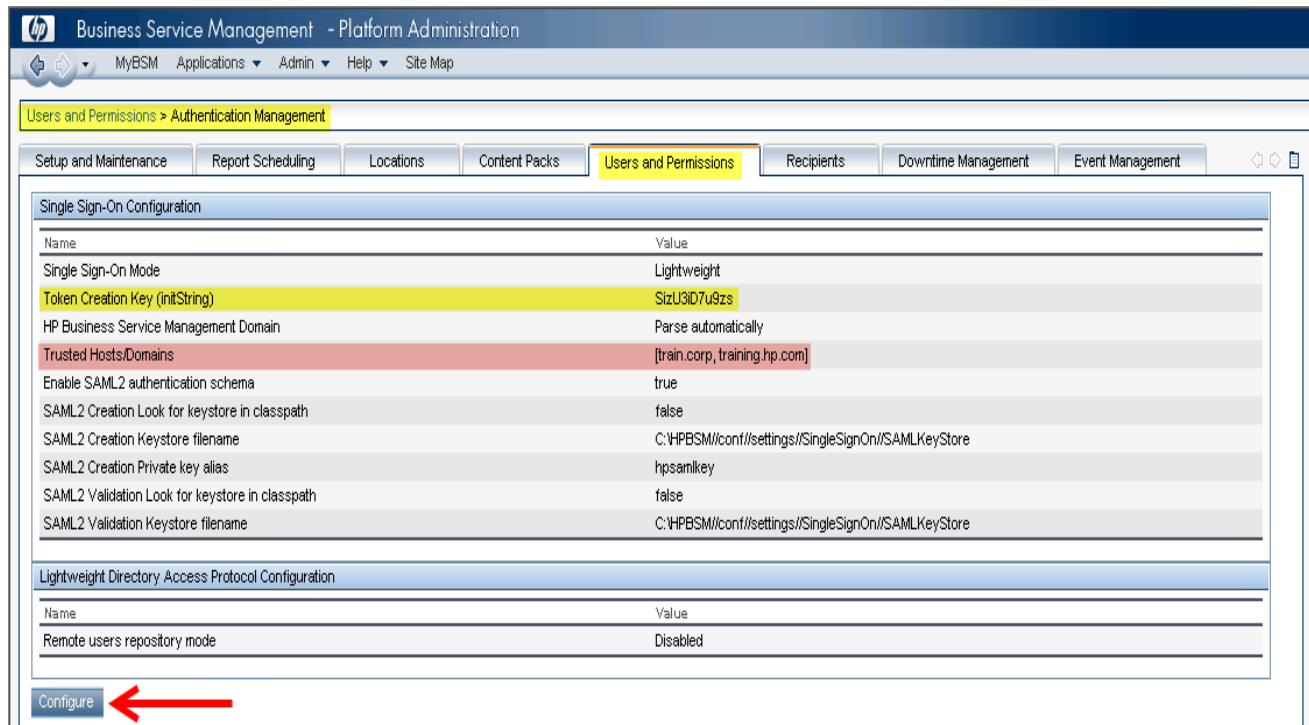 hp Business Service Management - Platform Administration
MyBSM Applications Admin Help Site Map
Users and Permissions > Authentication Management
Setup and Maintenance Report Scheduling Locations Content Packs Users and Permissions Recipients Downtime Management Event Management
Single Sign-On Configuration
Name Value
Single Sign-On Mode Lightweight
Token Creation Key (initString) SizU3iD7u9zs
HP Business Service Management Domain Parse automatically
Trusted Hosts/Domains [train.corp, training.hp.com]
Enable SAML2 authentication schema true
SAML2 Creation Look for keystore in classpath false
SAML2 Creation Keystore filename C:\HPBSM//conf//settings//SingleSignOn//SAMLKeyStore
SAML2 Creation Private key alias hpsamlkey
SAML2 Validation Look for keystore in classpath false
SAML2 Validation Keystore filename C:\HPBSM//conf//settings//SingleSignOn//SAMLKeyStore
Lightweight Directory Access Protocol Configuration
Name Value
Remote users repository mode Disabled
Configure